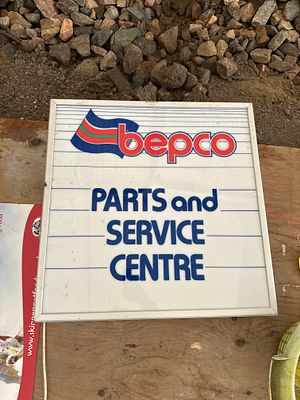 bepco
PARTS and
SERVICE
CENTRE